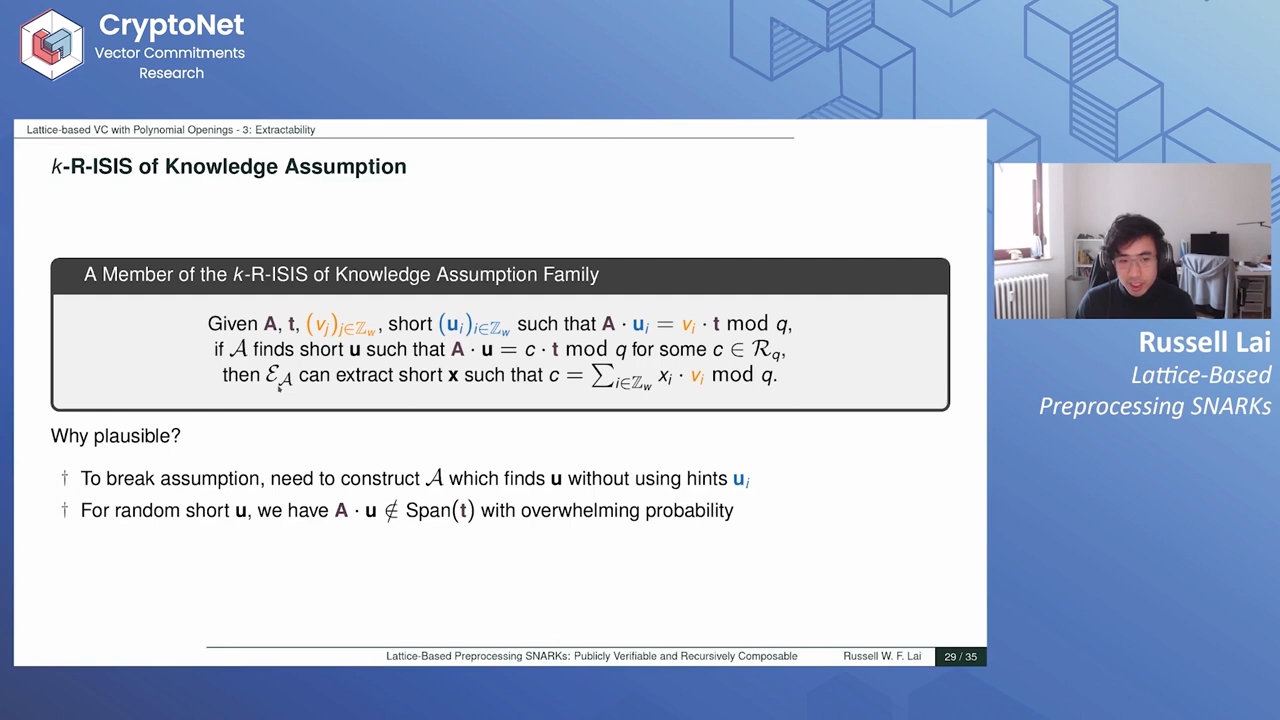 CryptoNet
Vector Commitments
Research
Lattice-based VC with Polynomial Openings - 3: Extractability
k-R-ISIS of Knowledge Assumption
A Member of the k-R-ISIS of Knowledge Assumption Family
Given A, t, (v_j)_{j∈ℤ_w}, short (u_i)_{i∈ℤ_w} such that A · u_i = v_i · t mod q,
if 𝒜 finds short u such that A · u = c · t mod q for some c ∈ ℛ_q,
then ℰ_𝒜 can extract short x such that c = ∑_{i∈ℤ_w} x_i · v_i mod q.
Why plausible?
† To break assumption, need to construct 𝒜 which finds u without using hints u_i
† For random short u, we have A · u ∉ Span(t) with overwhelming probability
Lattice-Based Preprocessing SNARKs: Publicly Verifiable and Recursively Composable
Russell W. F. Lai
29 / 35
Russell Lai
Lattice-Based
Preprocessing SNARKs